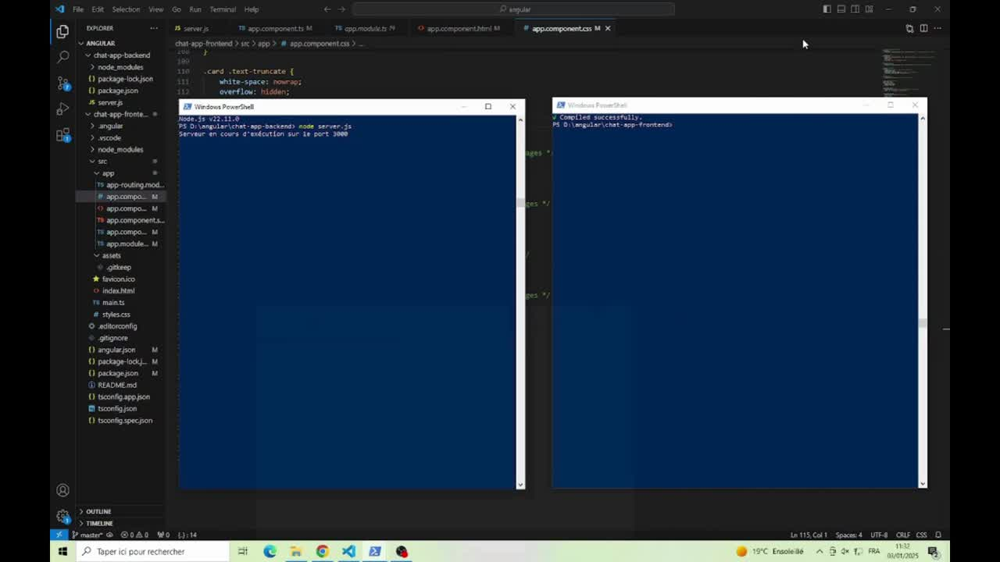 File Edit Selection View Go Run Terminal Help
angular
EXPLORER
server.js
app.component.ts M
app.module.ts M
app.component.html M
app.component.css M
ANGULAR
chat-app-frontend > src > app > # app.component.css > ...
chat-app-backend
node_modules
package-lock.json
package.json
server.js
chat-app-fronte...
.angular
.vscode
node_modules
src
app
app-routing.mod...
app.compo... M
app.compo... M
app.component.s...
app.compo... M
app.module... M
assets
.gitkeep
favicon.ico
index.html
main.ts
styles.css
.editorconfig
.gitignore
angular.json M
package-lock.j... M
package.json M
README.md
tsconfig.app.json
tsconfig.json
tsconfig.spec.json
OUTLINE
TIMELINE
108 }
109
110 .card .text-truncate {
111 white-space: nowrap;
112 overflow: hidden;
ages */
ges */
/
ges */
Windows PowerShell
Node.js v22.11.0
PS D:\angular\chat-app-backend> node server.js
Serveur en cours d'exécution sur le port 3000
Windows PowerShell
√ Compiled successfully.
PS D:\angular\chat-app-frontend>
master* 0 0 0 {.} : 14
Ln 115, Col 1 Spaces: 4 UTF-8 CRLF CSS
Taper ici pour rechercher
19°C Ensoleillé
FRA
11:32
03/01/2025
2